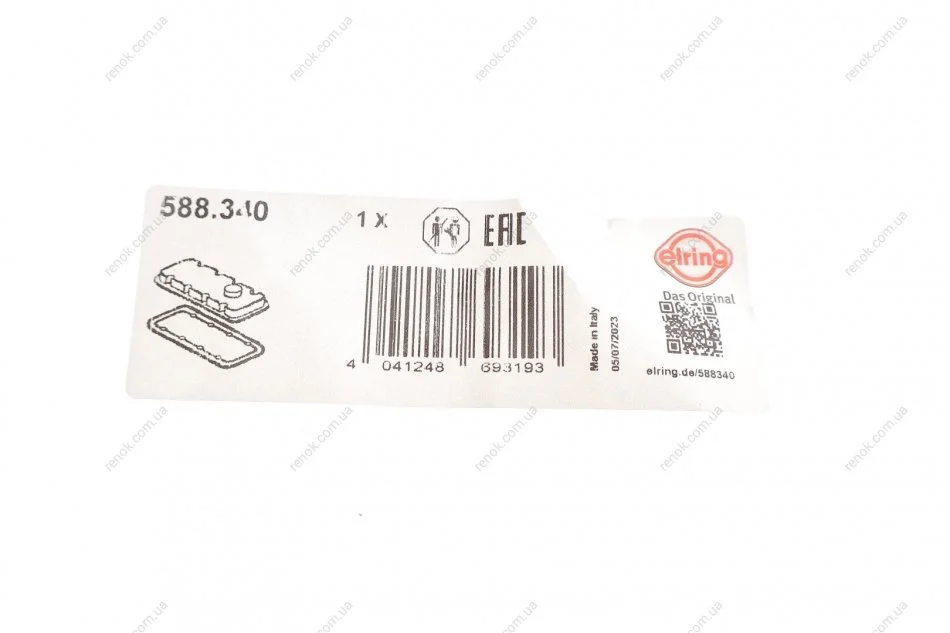 588.340
1 X
EAC
elring
Das Original
4 041248 693193
Made in Italy
05/07/2023
elring.de/588340
renok.com.ua